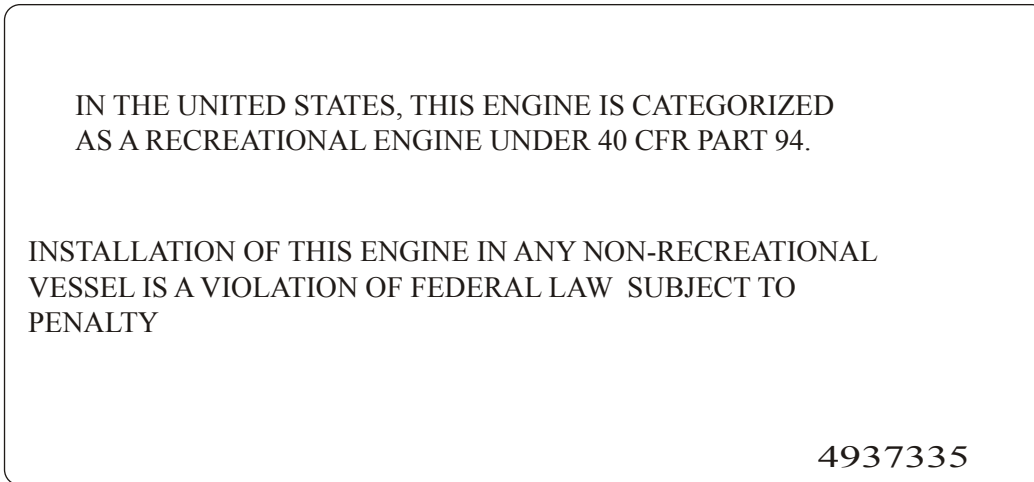 IN THE UNITED STATES, THIS ENGINE IS CATEGORIZED
AS A RECREATIONAL ENGINE UNDER 40 CFR PART 94.
INSTALLATION OF THIS ENGINE IN ANY NON-RECREATIONAL
VESSEL IS A VIOLATION OF FEDERAL LAW  SUBJECT TO
PENALTY
4937335